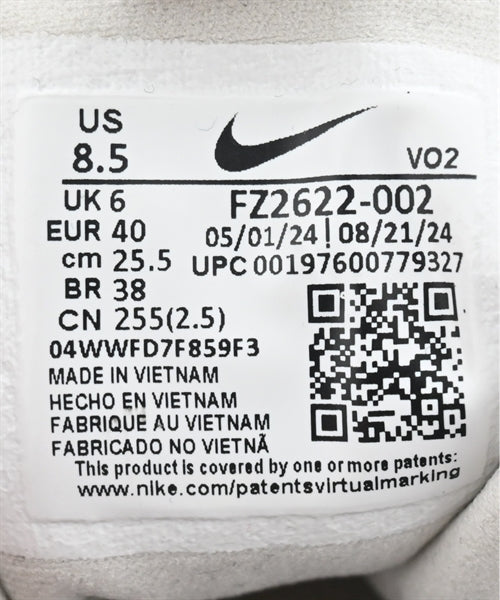 US
8.5
VO2
UK 6
FZ2622-002
EUR 40
05/01/24 | 08/21/24
cm 25.5
UPC 00197600779327
BR 38
CN 255(2.5)
04WWFD7F859F3
MADE IN VIETNAM
HECHO EN VIETNAM
FABRIQUE AU VIETNAM
FABRICADO NO VIETNÃ
This product is covered by one or more patents:
www.nike.com/patentsvirtualmarking